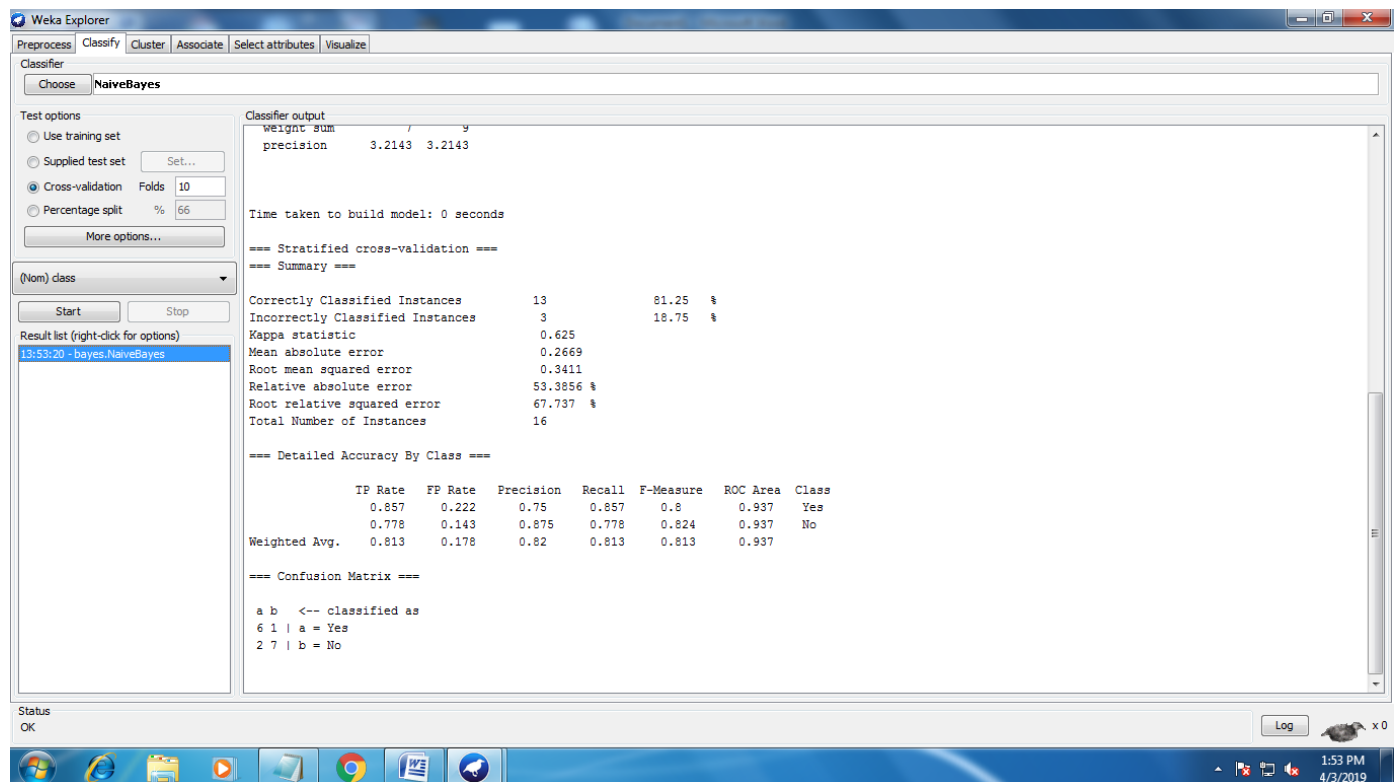 Weka Explorer
Preprocess Classify Cluster Associate Select attributes Visualize
Classifier
Choose NaiveBayes
Test options
Use training set
Supplied test set Set...
Cross-validation Folds 10
Percentage split % 66
More options...
(Nom) class
Start Stop
Result list (right-click for options)
13:53:20 - bayes.NaiveBayes
Classifier output
weight sum 7 9
precision 3.2143 3.2143
Time taken to build model: 0 seconds
=== Stratified cross-validation ===
=== Summary ===
Correctly Classified Instances 13 81.25 %
Incorrectly Classified Instances 3 18.75 %
Kappa statistic 0.625
Mean absolute error 0.2669
Root mean squared error 0.3411
Relative absolute error 53.3856 %
Root relative squared error 67.737 %
Total Number of Instances 16
=== Detailed Accuracy By Class ===
TP Rate FP Rate Precision Recall F-Measure ROC Area Class
0.857 0.222 0.75 0.857 0.8 0.937 Yes
0.778 0.143 0.875 0.778 0.824 0.937 No
Weighted Avg. 0.813 0.178 0.82 0.813 0.813 0.937
=== Confusion Matrix ===
a b <-- classified as
6 1 | a = Yes
2 7 | b = No
Status
OK
Log x 0
1:53 PM
4/3/2019